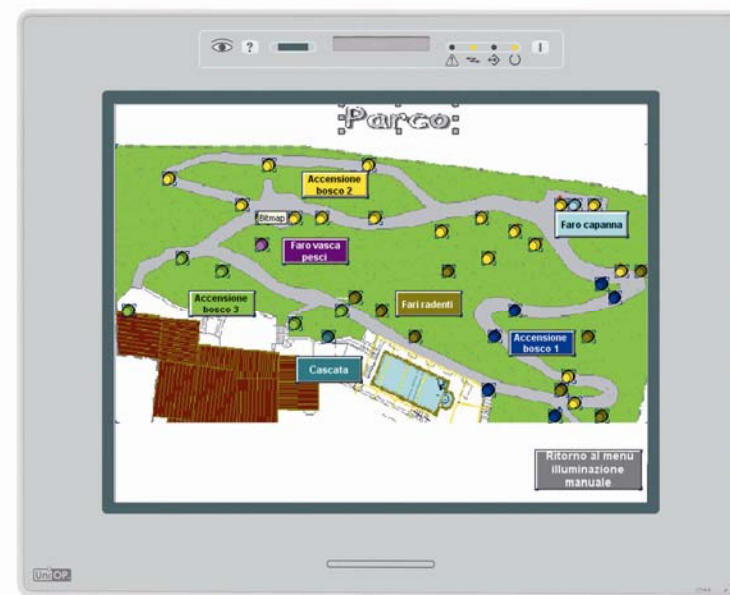 ?
I
Parco
Accensione
bosco 2
Bitmap
Faro capanna
Faro vasca
pesci
Accensione
bosco 3
Fari radenti
Accensione
bosco 1
Cascata
Ritorno al menù
illuminazione
manuale
UniOP